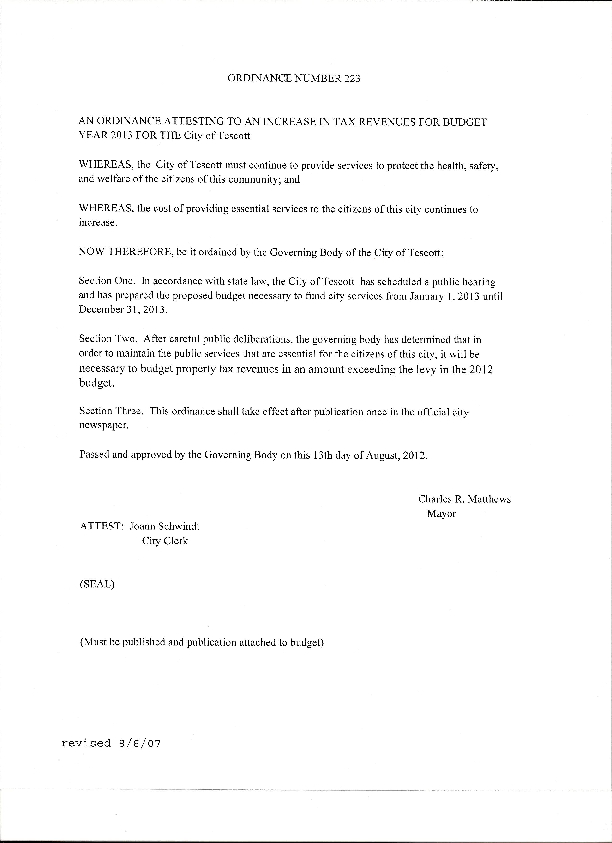 ORDINANCE NUMBER 223
AN ORDINANCE ATTESTING TO AN INCREASE IN TAX REVENUES FOR BUDGET
YEAR 2013 FOR THE City of Tescott
WHEREAS, the City of Tescott must continue to provide services to protect the health, safety,
and welfare of the citizens of this community; and
WHEREAS, the cost of providing essential services to the citizens of this city continues to
increase.
NOW THEREFORE, be it ordained by the Governing Body of the City of Tescott:
Section One. In accordance with state law, the City of Tescott has scheduled a public hearing
and has prepared the proposed budget necessary to fund city services from January 1, 2013 until
December 31, 2013.
Section Two. After careful public deliberations, the governing body has determined that in
order to maintain the public services that are essential for the citizens of this city, it will be
necessary to budget property tax revenues in an amount exceeding the levy in the 2012
budget.
Section Three. This ordinance shall take effect after publication once in the official city
newspaper.
Passed and approved by the Governing Body on this 13th day of August, 2012.
Charles R. Matthews
Mayor
ATTEST: Joann Schwindt
City Clerk
(SEAL)
(Must be published and publication attached to budget)
revised 8/6/07